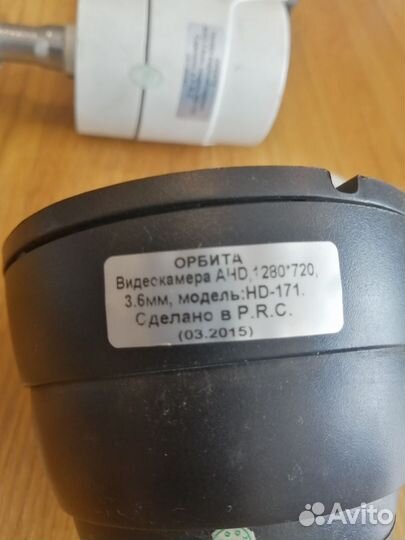 ОРБИТА
Видеокамера AHD,1280*720,
3.6мм, модель:HD-171.
Сделано в P.R.C.
(03.2015)
Avito